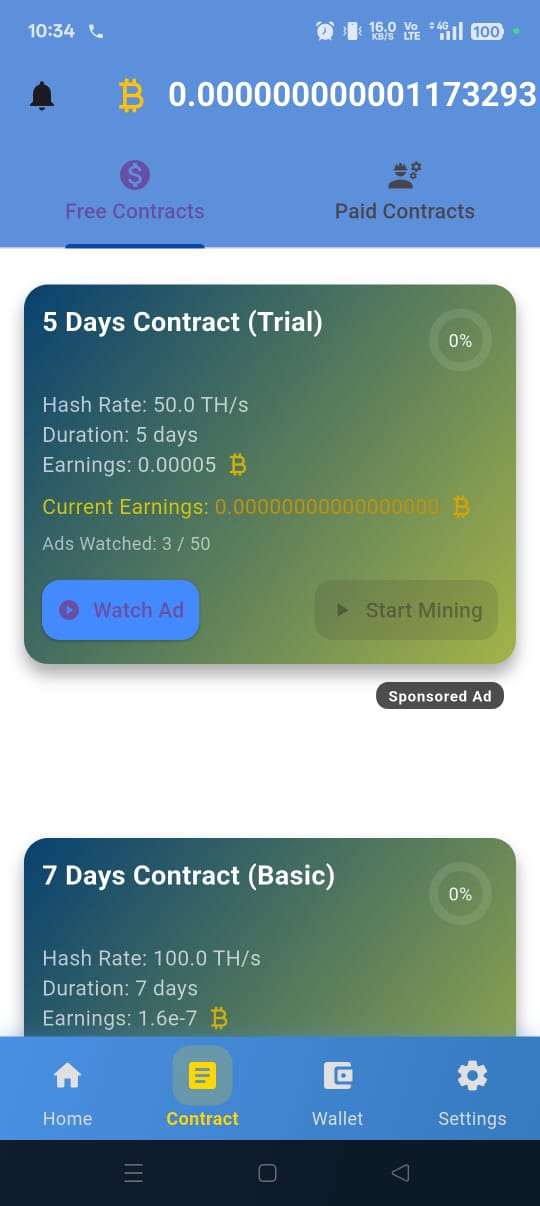 10:34
16.0 KB/S Vo LTE 4G 100
0.000000000001173293
Free Contracts
Paid Contracts
5 Days Contract (Trial)
0%
Hash Rate: 50.0 TH/s
Duration: 5 days
Earnings: 0.00005
Current Earnings: 0.00000000000000000
Ads Watched: 3 / 50
Watch Ad
Start Mining
Sponsored Ad
7 Days Contract (Basic)
0%
Hash Rate: 100.0 TH/s
Duration: 7 days
Earnings: 1.6e-7
Home
Contract
Wallet
Settings